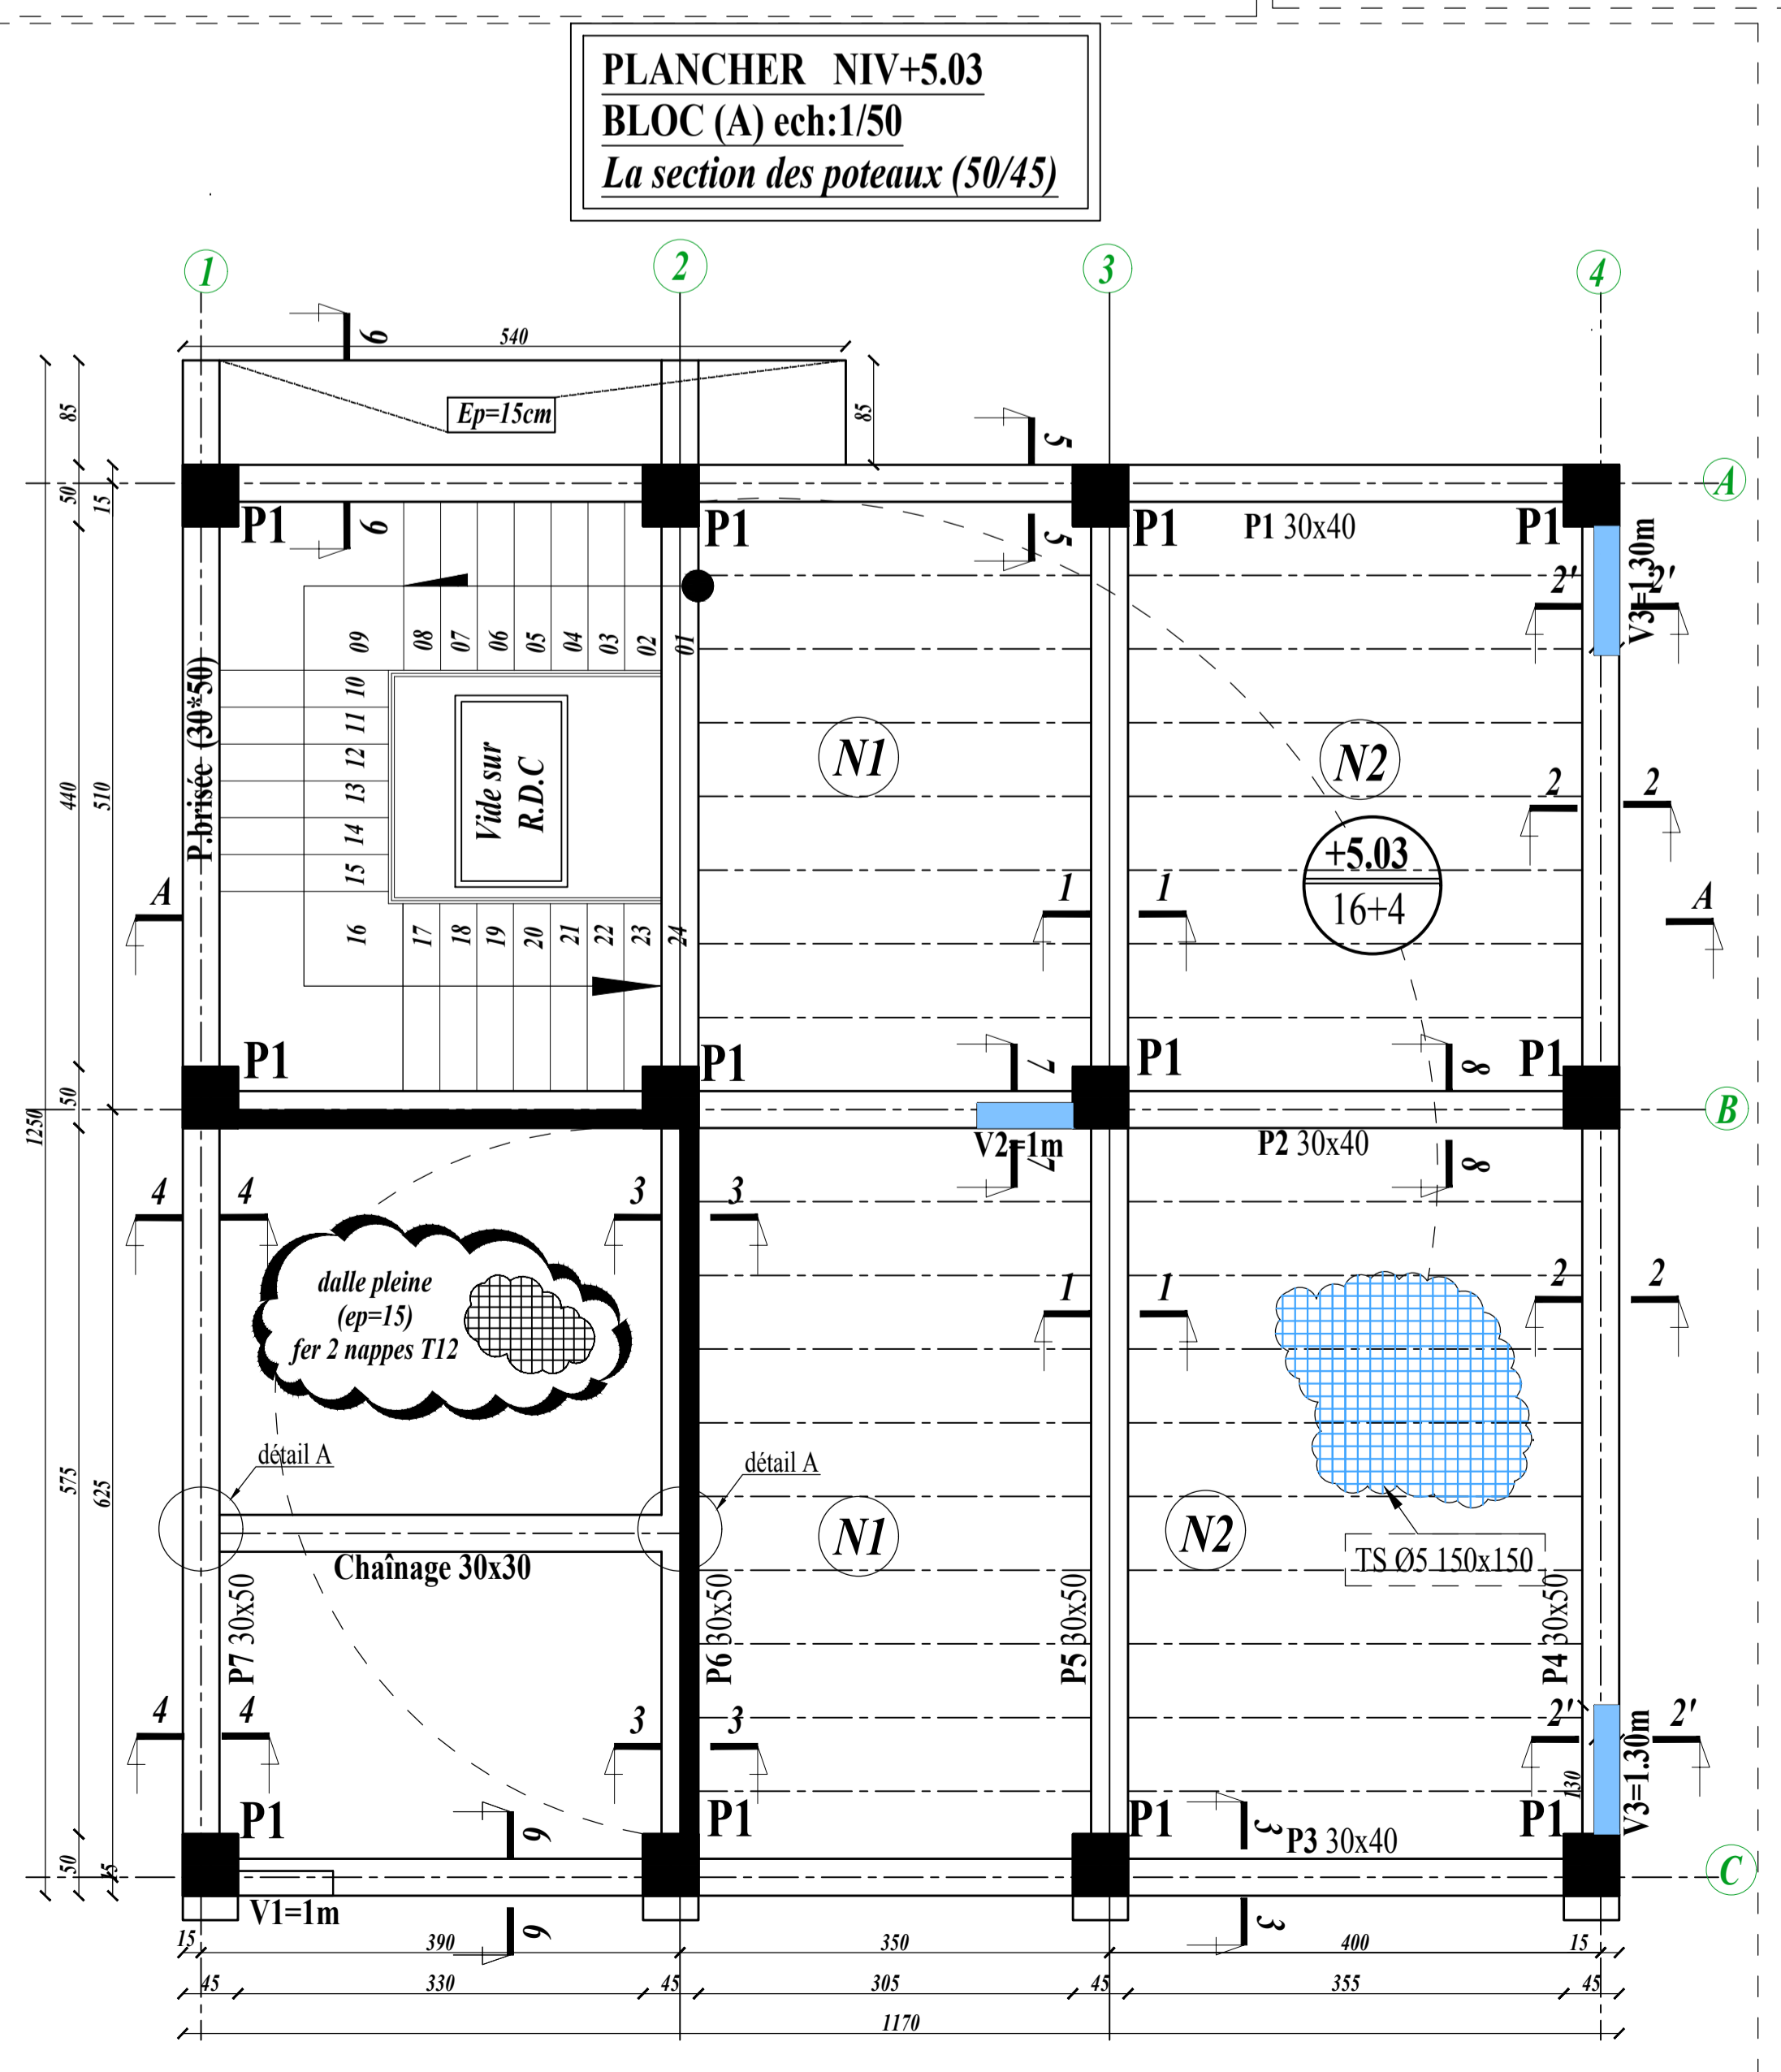 PLANCHER NIV+5.03
BLOC (A) ech:1/50
La section des poteaux (50/45)
1
2
3
4
6
540
85
Ep=15cm
85
5
50
15
A
6
P1
P1
5
P1
P1 30x40
P1
2'
2'
V3=1.30m
09
08
07
06
05
04
03
02
01
10
11
12
13
14
15
P.brisée (30*50)
Vide sur
R.D.C
N1
N2
440
510
2
2
+5.03
16+4
A
1
1
A
16
17
18
19
20
21
22
23
24
P1
P1
7
P1
8
P1
50
1250
B
V2=1m
7
P2 30x40
8
4
4
3
3
dalle pleine
(ep=15)
fer 2 nappes T12
1
1
2
2
détail A
détail A
575
625
N1
N2
TS Ø5 150x150
Chaînage 30x30
P7 30x50
P6 30x50
P5 30x50
P4 30x50
4
4
3
3
2'
2'
130
V3=1.30m
P1
9
P1
P1
3
P3 30x40
P1
50
15
C
V1=1m
9
3
15
390
350
400
15
45
330
45
305
45
355
45
1170